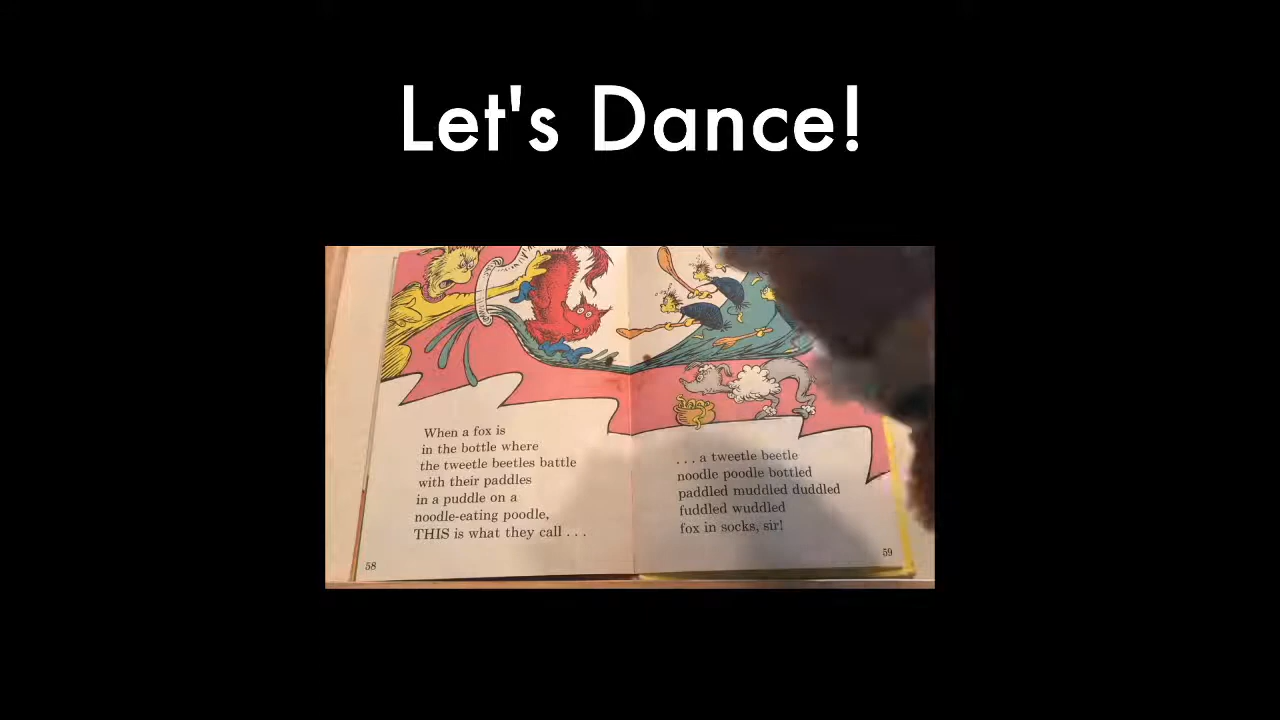 Let's Dance!
When a fox is
in the bottle where
the tweetle beetles battle
with their paddles
in a puddle on a
noodle-eating poodle,
THIS is what they call . . .
58
. . . a tweetle beetle
noodle poodle bottled
paddled muddled duddled
fuddled wuddled
fox in socks, sir!
59